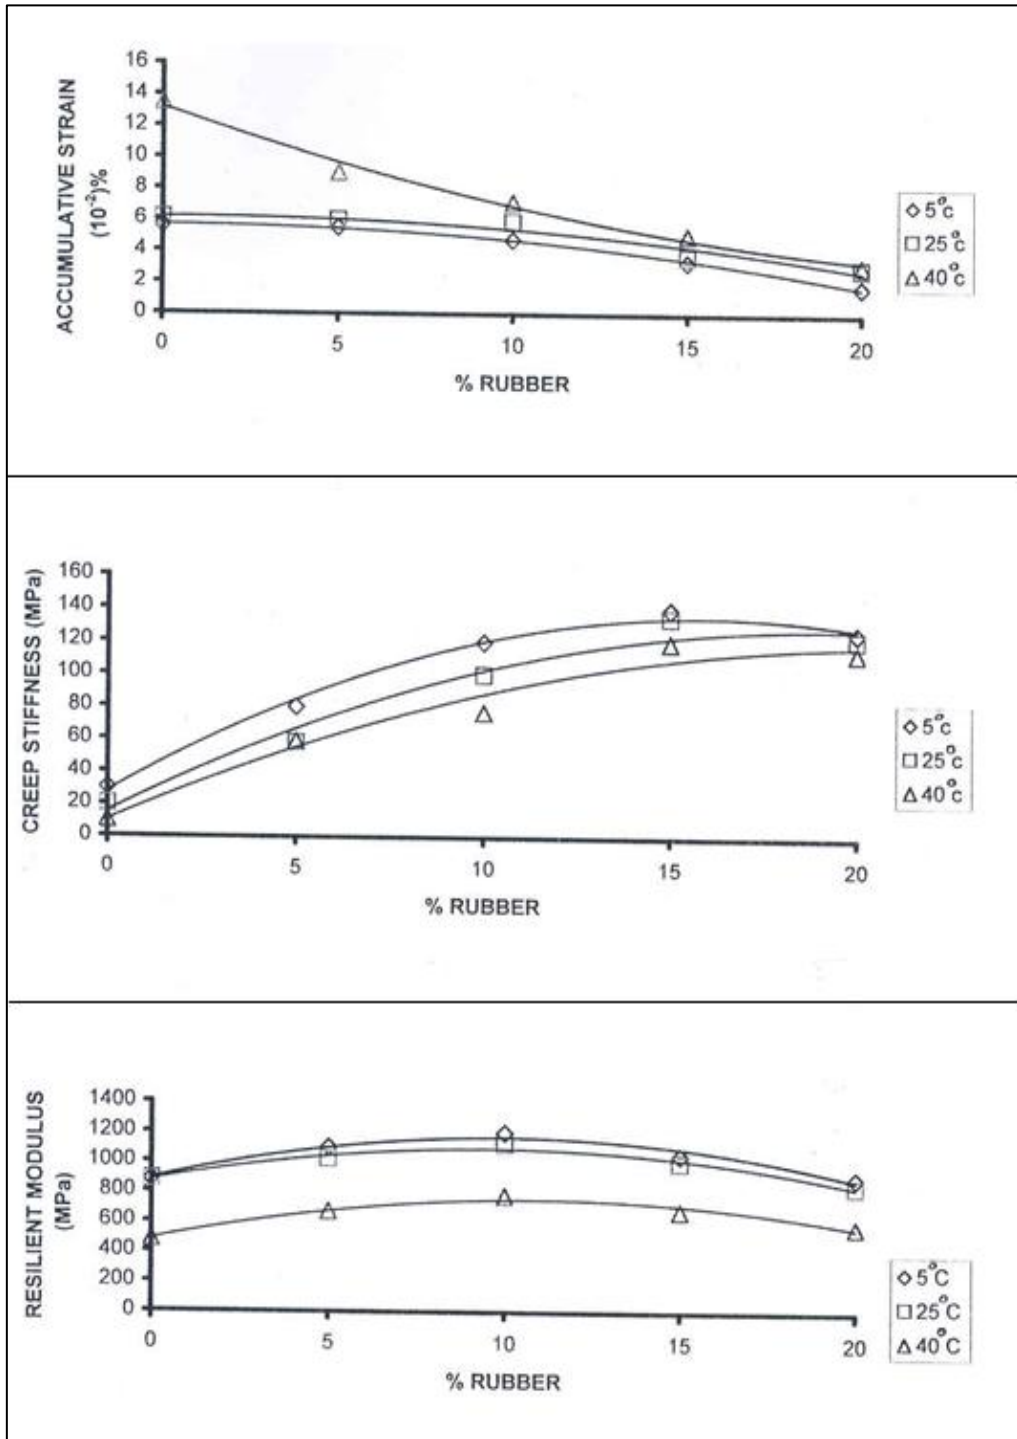 16
14
12
10
8
6
4
2
0
ACCUMULATIVE STRAIN
(10⁻²)%
0 5 10 15 20
% RUBBER
5°c
25°c
40°c
160
140
120
100
80
60
40
20
0
CREEP STIFFNESS (MPa)
0 5 10 15 20
% RUBBER
5°c
25°c
40°c
1400
1200
1000
800
600
400
200
0
RESILIENT MODULUS
(MPa)
0 5 10 15 20
% RUBBER
5°C
25°C
40°C